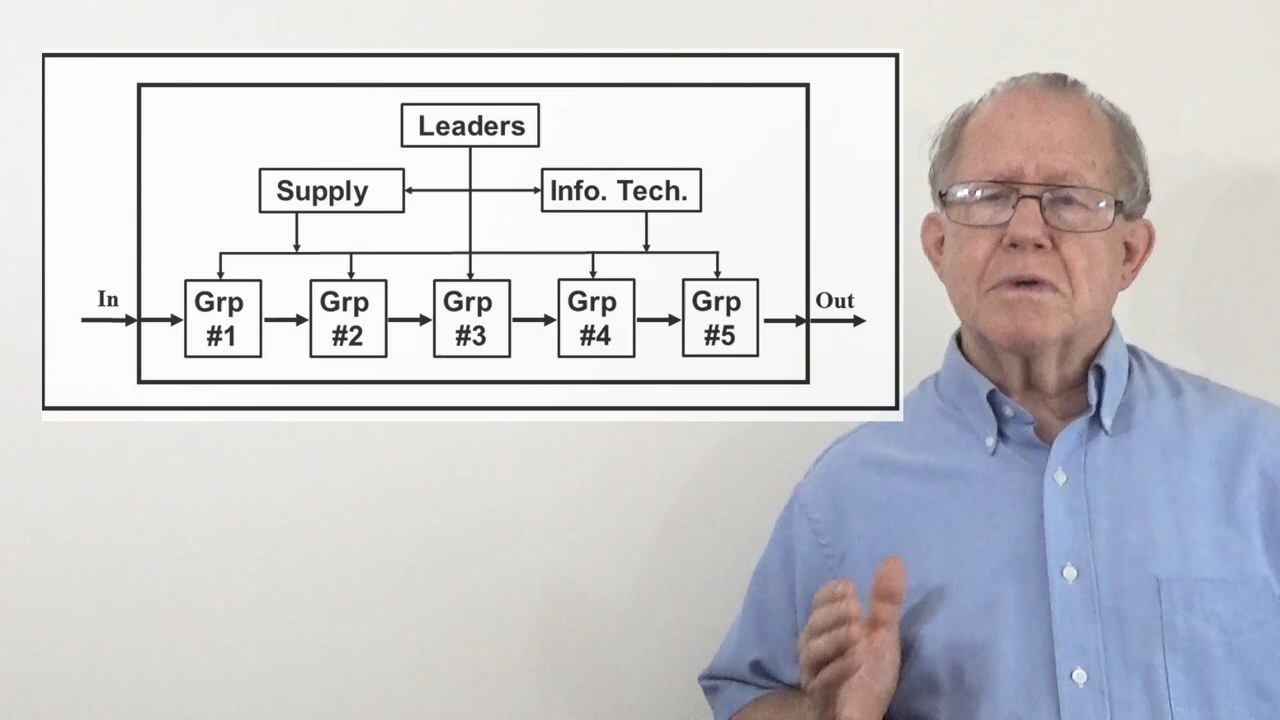 Leaders
Supply
Info. Tech.
In
Grp
#1
Grp
#2
Grp
#3
Grp
#4
Grp
#5
Out